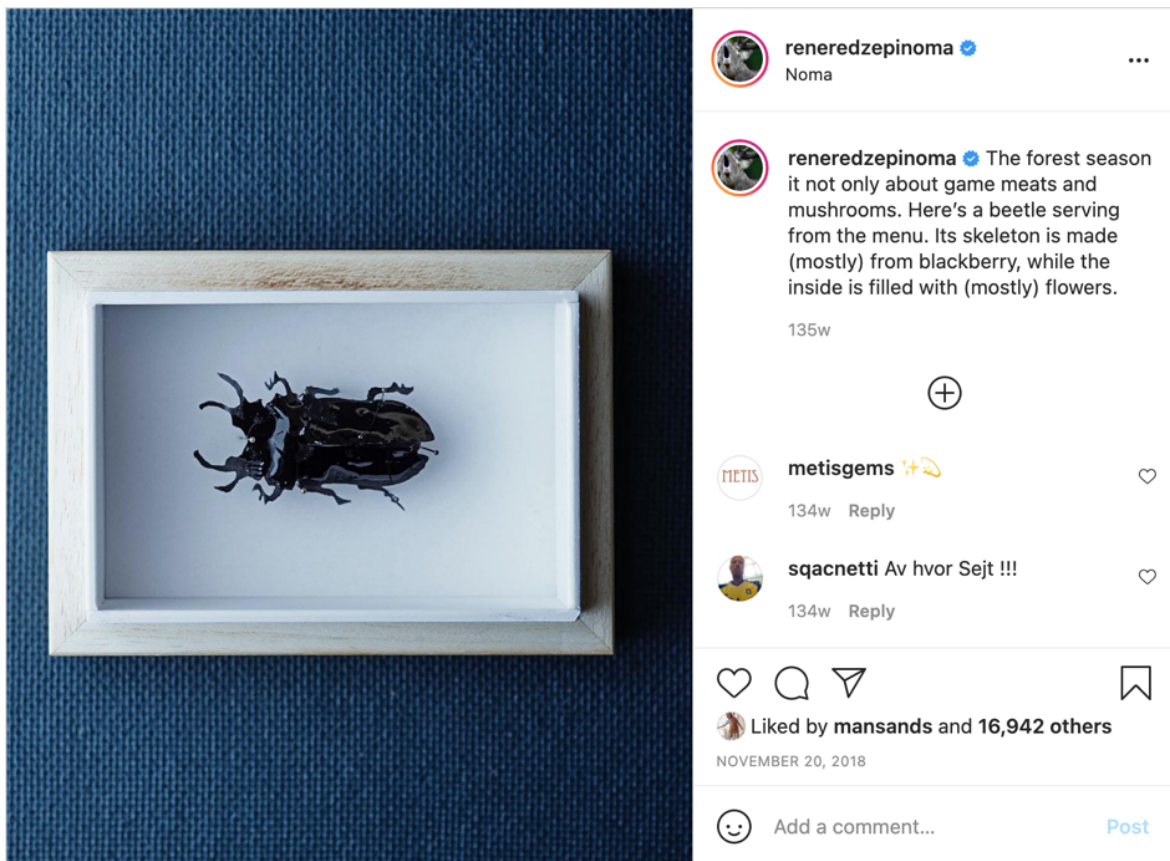 reneredzepinoma
Noma
reneredzepinoma The forest season
it not only about game meats and
mushrooms. Here’s a beetle serving
from the menu. Its skeleton is made
(mostly) from blackberry, while the
inside is filled with (mostly) flowers.
135w
METIS
metisgems ✨💫
134w Reply
sqacnetti Av hvor Sejt !!!
134w Reply
Liked by mansands and 16,942 others
NOVEMBER 20, 2018
Add a comment... Post